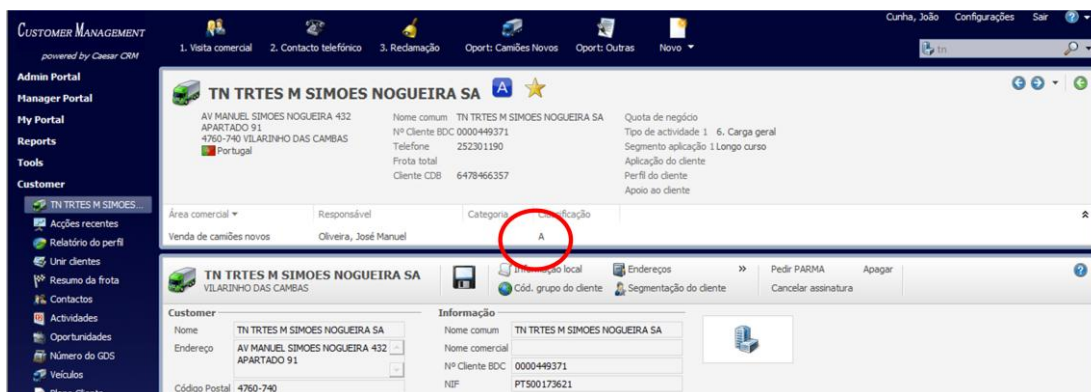 Cunha, João Configurações Sair
CUSTOMER MANAGEMENT
powered by Caesar CRM
1. Visita comercial 2. Contacto telefónico 3. Reclamação Oport: Camiões Novos Oport: Outras Novo
tn
Admin Portal
Manager Portal
My Portal
Reports
Tools
Customer
TN TRTES M SIMOES...
Acções recentes
Relatório do perfil
Unir clientes
Resumo da frota
Contactos
Actividades
Oportunidades
Número do GDS
Veículos
TN TRTES M SIMOES NOGUEIRA SA A
AV MANUEL SIMOES NOGUEIRA 432
APARTADO 91
4760-740 VILARINHO DAS CAMBAS
Portugal
Nome comum TN TRTES M SIMOES NOGUEIRA SA
Nº Cliente BDC 0000449371
Telefone 252301190
Frota total
Cliente CDB 6478466357
Quota de negócio
Tipo de actividade 1 6. Carga geral
Segmento aplicação 1 Longo curso
Aplicação do cliente
Perfil do cliente
Apoio ao cliente
Área comercial Responsável Categoria Classificação
Venda de camiões novos Oliveira, José Manuel A
TN TRTES M SIMOES NOGUEIRA SA
VILARINHO DAS CAMBAS
Informação local Endereços » Pedir PARMA Apagar
Cód. grupo do cliente Segmentação do cliente Cancelar assinatura
Customer
Nome TN TRTES M SIMOES NOGUEIRA SA
Endereço AV MANUEL SIMOES NOGUEIRA 432
APARTADO 91
Código Postal 4760-740
Informação
Nome comum TN TRTES M SIMOES NOGUEIRA SA
Nome comercial
Nº Cliente BDC 0000449371
NIF PT500173621